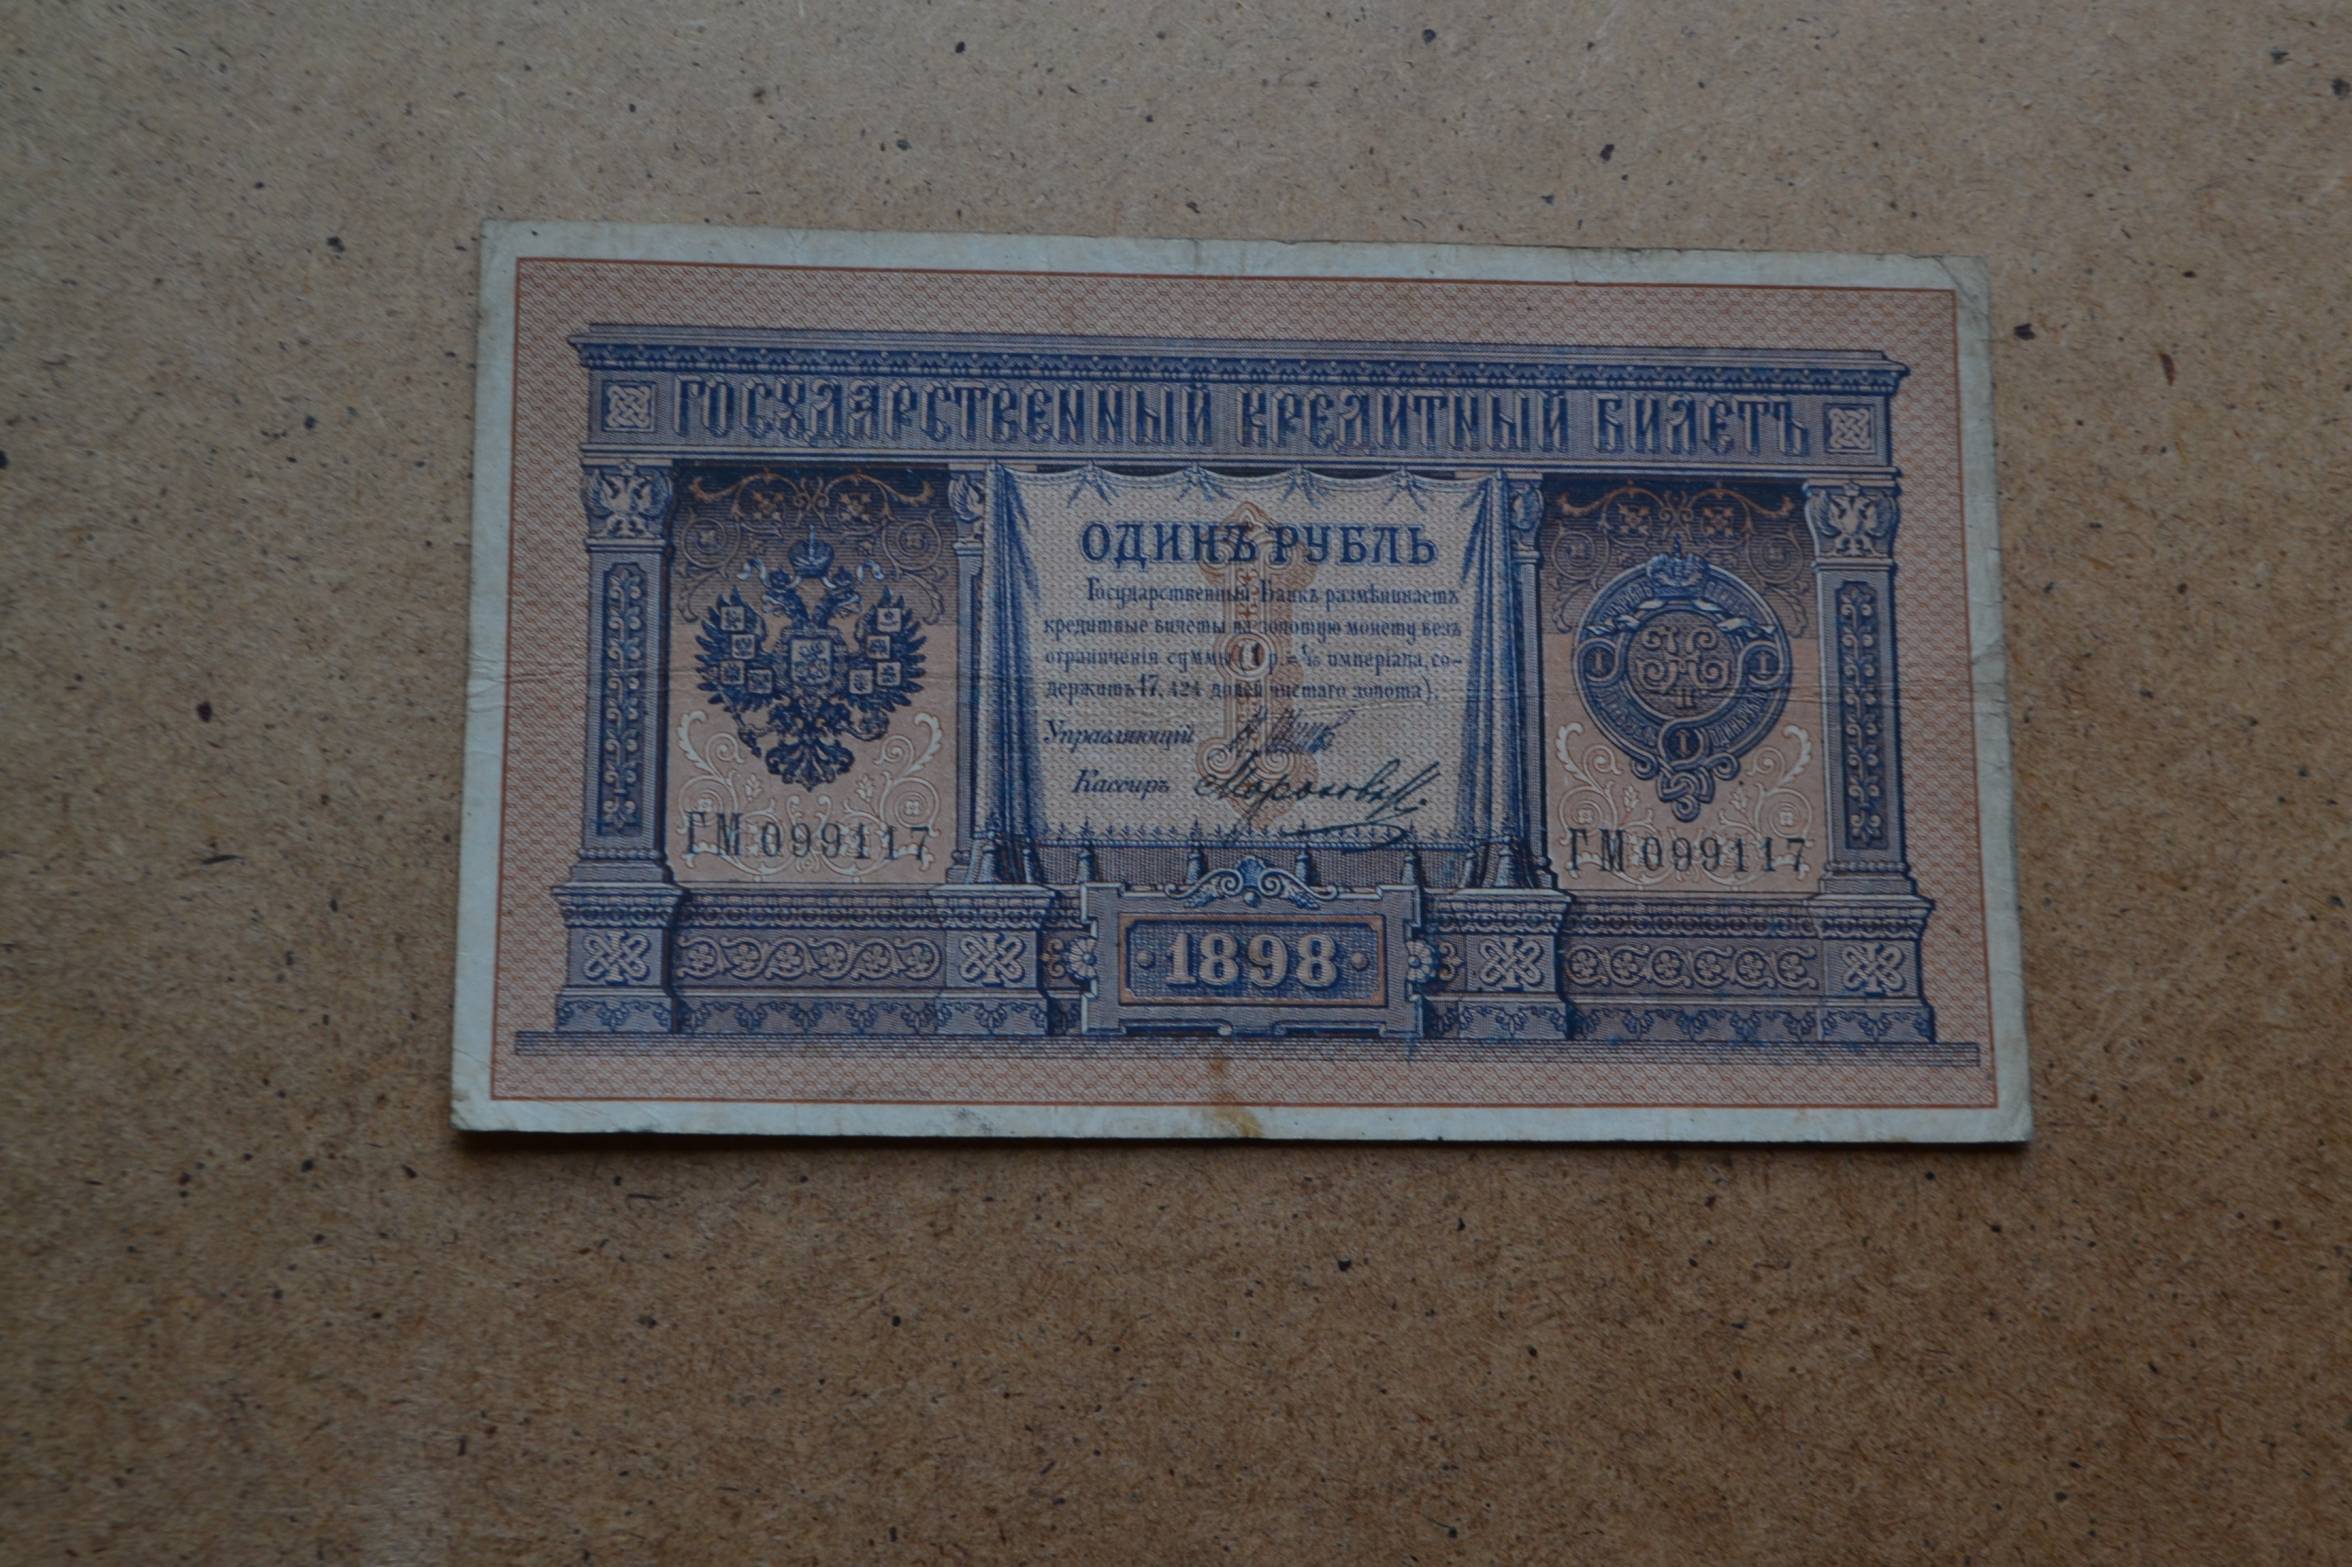 ГОСУДАРСТВЕННЫЙ КРЕДИТНЫЙ БИЛЕТЪ
ОДИНЪ РУБЛЬ
Государственный Банкъ размѣниваетъ
кредитные билеты на золотую монету безъ
ограниченія суммы (1 р. = 1/15 имперіала, со-
держитъ 17,424 долей чистаго золота).
Управляющій
Кассиръ
ГМ 099117
ГМ 099117
1898